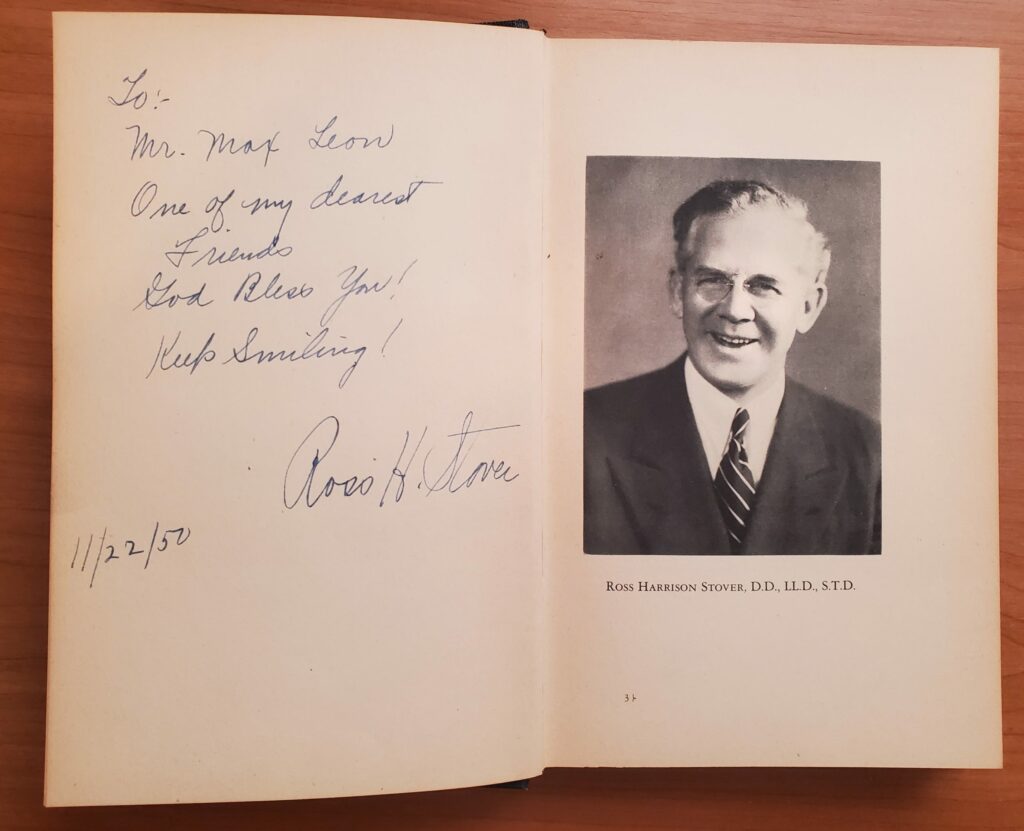 To:-
Mr. Max Leon
One of my dearest
Friends
God Bless You!
Keep Smiling!
Ross H. Stover
11/22/50
ROSS HARRISON STOVER, D.D., LL.D., S.T.D.